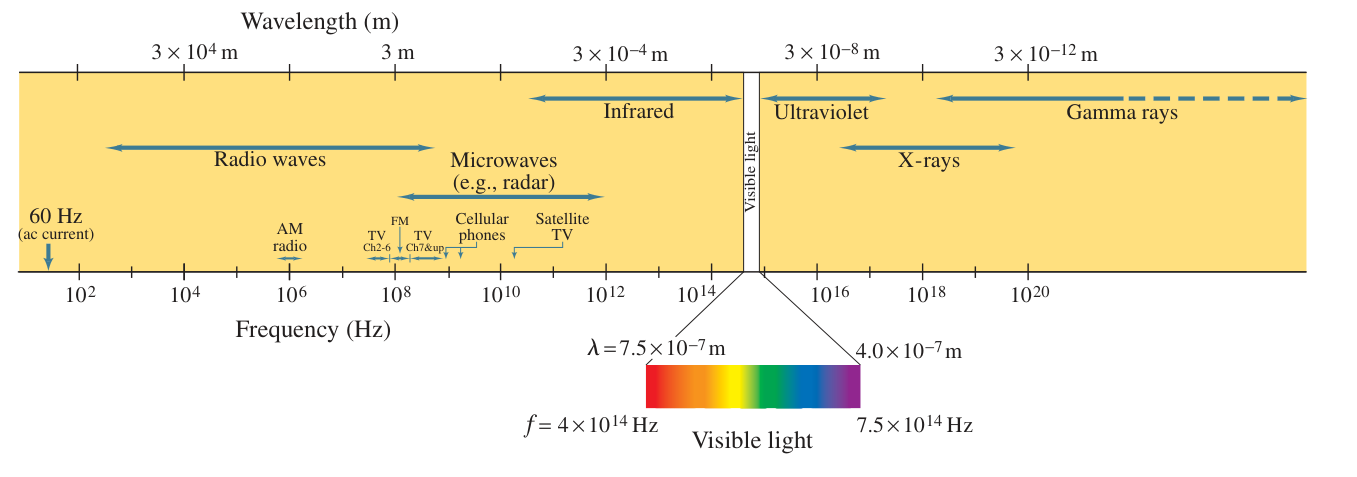 Wavelength (m)
3 × 10⁴ m 3 m 3 × 10⁻⁴ m 3 × 10⁻⁸ m 3 × 10⁻¹² m
Infrared Ultraviolet Gamma rays
Visible light
Radio waves Microwaves X-rays
(e.g., radar)
60 Hz
(ac current)
AM
radio
TV
Ch2-6
FM
TV
Ch7&up
Cellular
phones
Satellite
TV
10² 10⁴ 10⁶ 10⁸ 10¹⁰ 10¹² 10¹⁴ 10¹⁶ 10¹⁸ 10²⁰
Frequency (Hz)
λ = 7.5 × 10⁻⁷ m 4.0 × 10⁻⁷ m
f = 4 × 10¹⁴ Hz 7.5 × 10¹⁴ Hz
Visible light